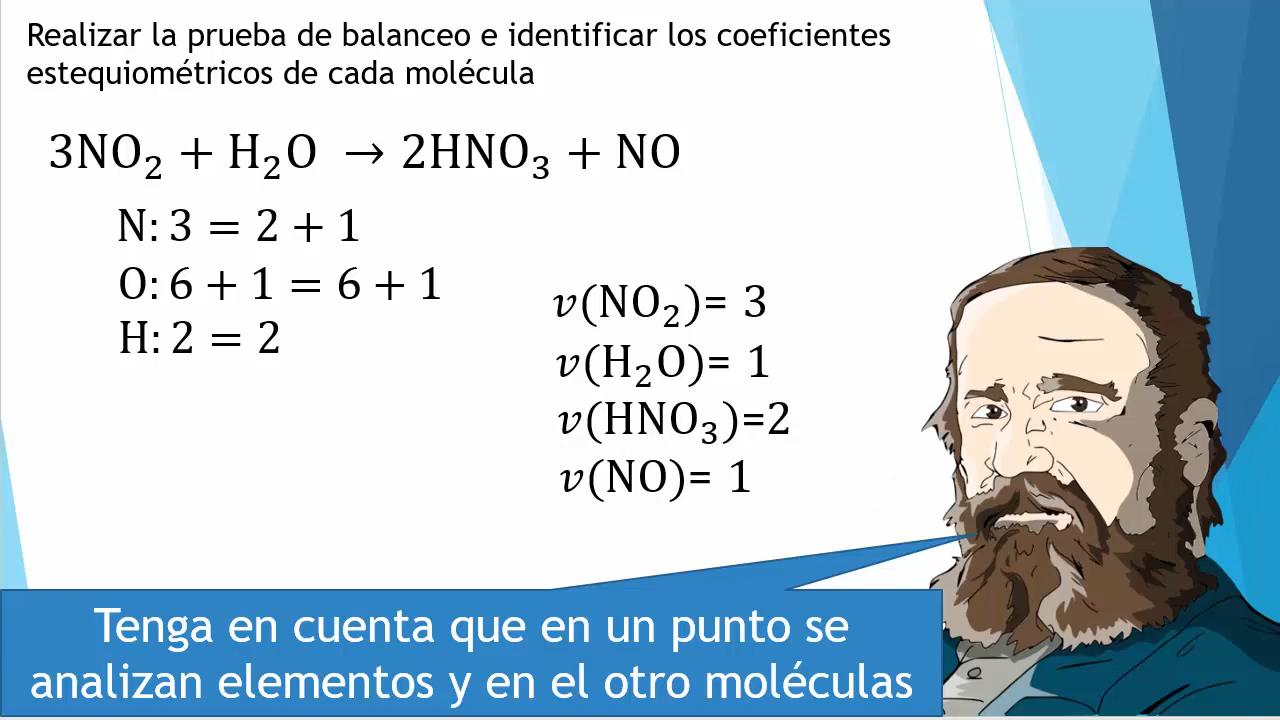 Realizar la prueba de balanceo e identificar los coeficientes
estequiométricos de cada molécula
3NO₂ + H₂O → 2HNO₃ + NO
N: 3 = 2 + 1
O: 6 + 1 = 6 + 1
H: 2 = 2
𝑣(NO₂)= 3
𝑣(H₂O)= 1
𝑣(HNO₃)=2
𝑣(NO)= 1
Tenga en cuenta que en un punto se
analizan elementos y en el otro moléculas